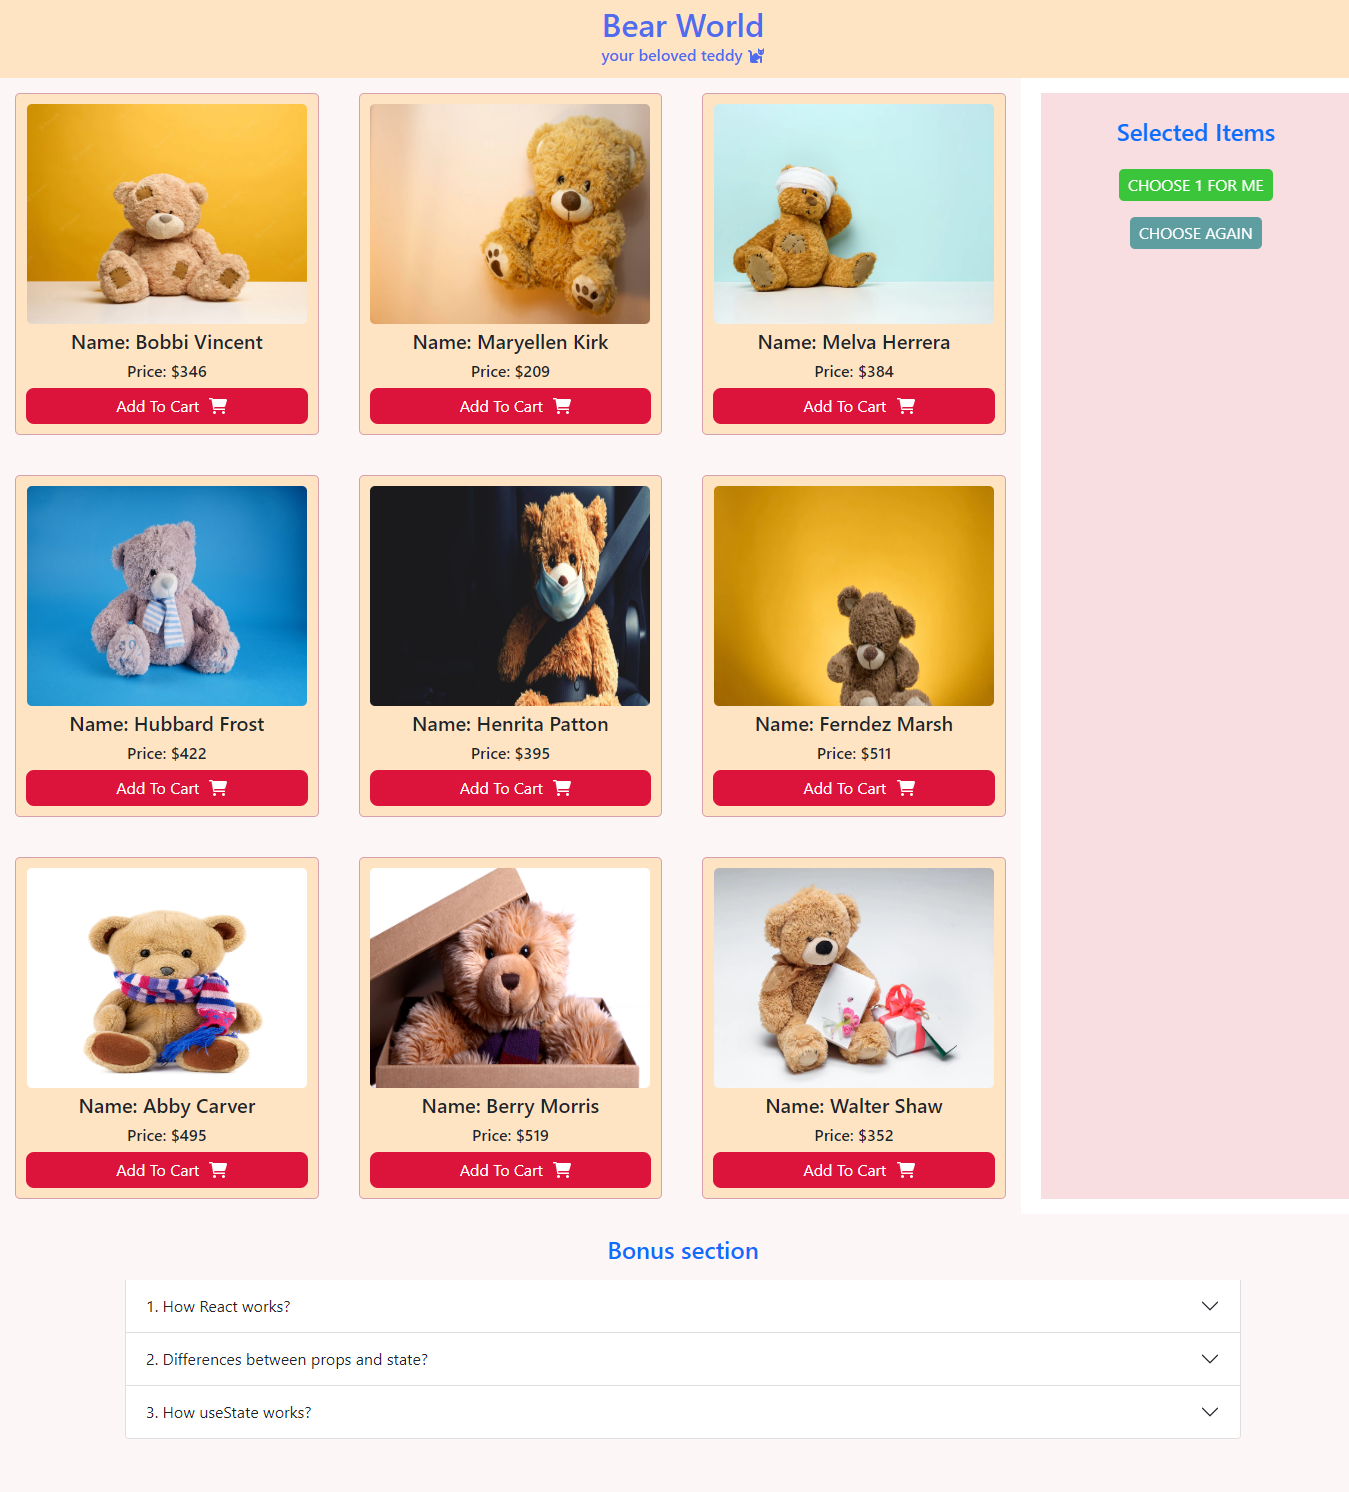 Bear World
your beloved teddy
Name: Bobbi Vincent
Price: $346
Add To Cart
Name: Maryellen Kirk
Price: $209
Add To Cart
Name: Melva Herrera
Price: $384
Add To Cart
Name: Hubbard Frost
Price: $422
Add To Cart
Name: Henrita Patton
Price: $395
Add To Cart
Name: Ferndez Marsh
Price: $511
Add To Cart
Name: Abby Carver
Price: $495
Add To Cart
Name: Berry Morris
Price: $519
Add To Cart
Name: Walter Shaw
Price: $352
Add To Cart
Selected Items
CHOOSE 1 FOR ME
CHOOSE AGAIN
Bonus section
1. How React works?
2. Differences between props and state?
3. How useState works?